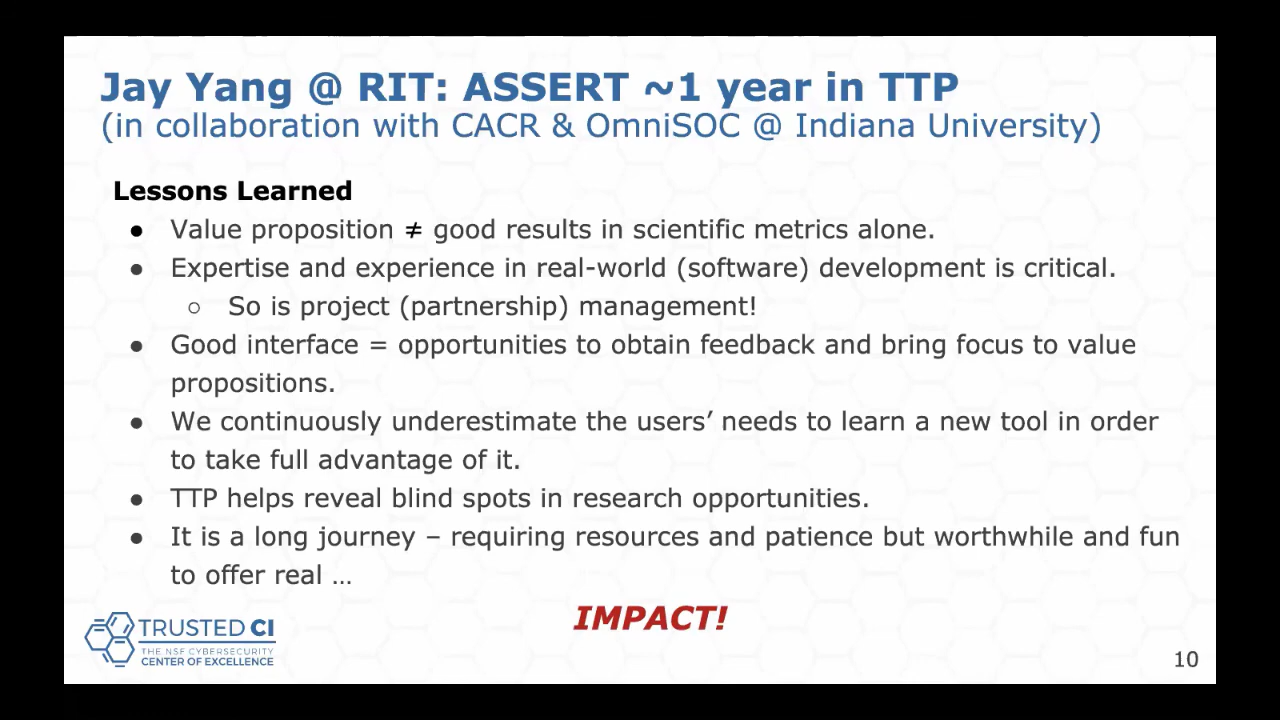 Jay Yang @ RIT: ASSERT ~1 year in TTP
(in collaboration with CACR & OmniSOC @ Indiana University)
Lessons Learned
● Value proposition ≠ good results in scientific metrics alone.
● Expertise and experience in real-world (software) development is critical.
○ So is project (partnership) management!
● Good interface = opportunities to obtain feedback and bring focus to value
propositions.
● We continuously underestimate the users’ needs to learn a new tool in order
to take full advantage of it.
● TTP helps reveal blind spots in research opportunities.
● It is a long journey – requiring resources and patience but worthwhile and fun
to offer real …
IMPACT!
TRUSTED CI
THE NSF CYBERSECURITY
CENTER OF EXCELLENCE
10